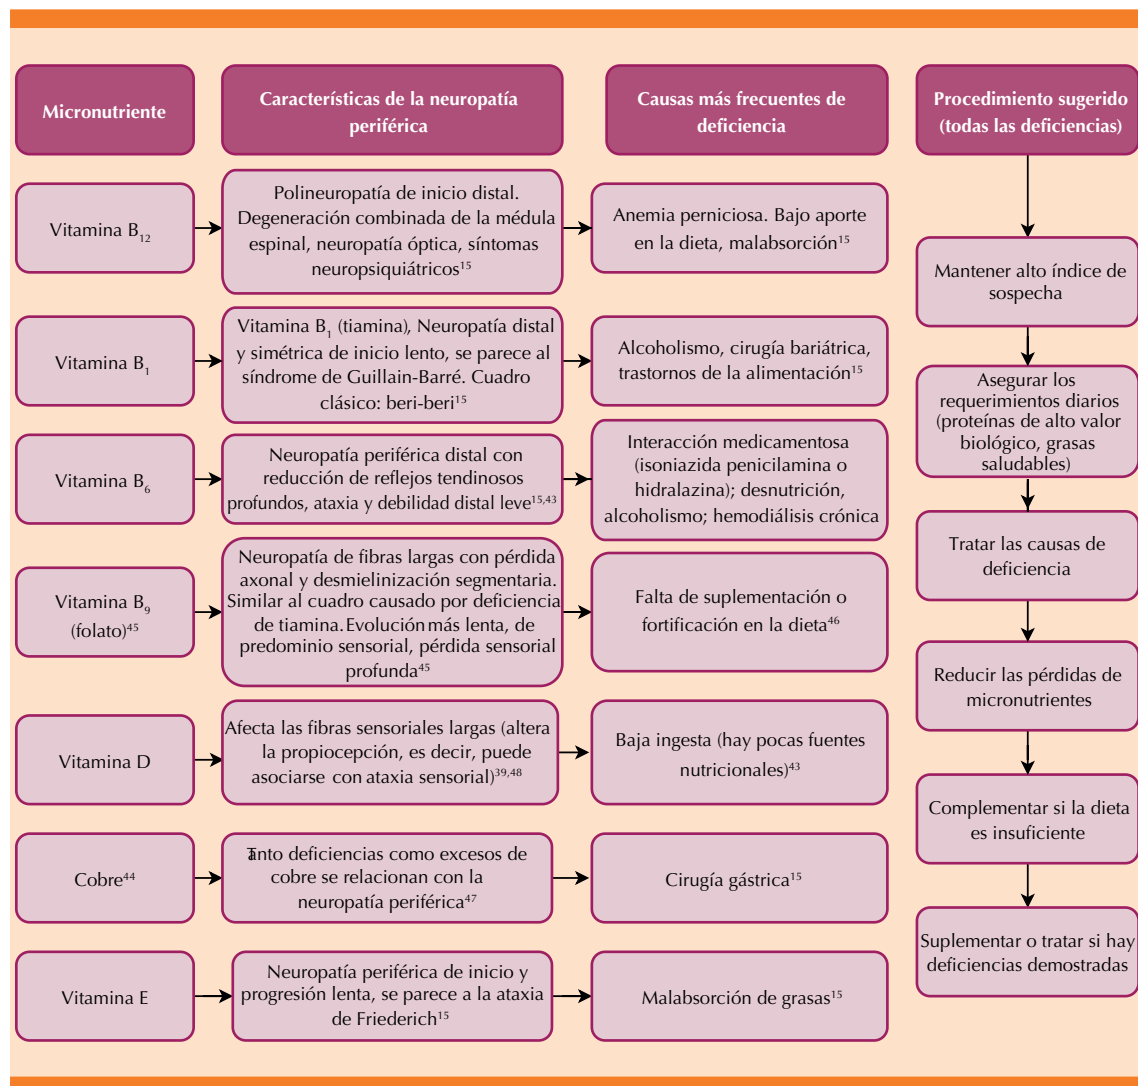 Micronutriente
Características de la neuropatía
periférica
Causas más frecuentes de
deficiencia
Procedimiento sugerido
(todas las deficiencias)
Vitamina B12
Polineuropatía de inicio distal.
Degeneración combinada de la médula
espinal, neuropatía óptica, síntomas
neuropsiquiátricos15
Anemia perniciosa. Bajo aporte
en la dieta, malabsorción15
Vitamina B1
Vitamina B1 (tiamina), Neuropatía distal
y simétrica de inicio lento, se parece al
síndrome de Guillain-Barré. Cuadro
clásico: beri-beri15
Alcoholismo, cirugía bariátrica,
trastornos de la alimentación15
Vitamina B6
Neuropatía periférica distal con
reducción de reflejos tendinosos
profundos, ataxia y debilidad distal leve15,43
Interacción medicamentosa
(isoniazida penicilamina o
hidralazina); desnutrición,
alcoholismo; hemodiálisis crónica
Vitamina B9
(folato)45
Neuropatía de fibras largas con pérdida
axonal y desmielinización segmentaria.
Similar al cuadro causado por deficiencia
de tiamina. Evolución más lenta, de
predominio sensorial, pérdida sensorial
profunda45
Falta de suplementación o
fortificación en la dieta46
Vitamina D
Afecta las fibras sensoriales largas (altera
la propiocepción, es decir, puede
asociarse con ataxia sensorial)39,48
Baja ingesta (hay pocas fuentes
nutricionales)43
Cobre44
Tanto deficiencias como excesos de
cobre se relacionan con la
neuropatía periférica47
Cirugía gástrica15
Vitamina E
Neuropatía periférica de inicio y
progresión lenta, se parece a la ataxia
de Friederich15
Malabsorción de grasas15
Mantener alto índice de
sospecha
Asegurar los
requerimientos diarios
(proteínas de alto valor
biológico, grasas
saludables)
Tratar las causas de
deficiencia
Reducir las pérdidas de
micronutrientes
Complementar si la dieta
es insuficiente
Suplementar o tratar si hay
deficiencias demostradas